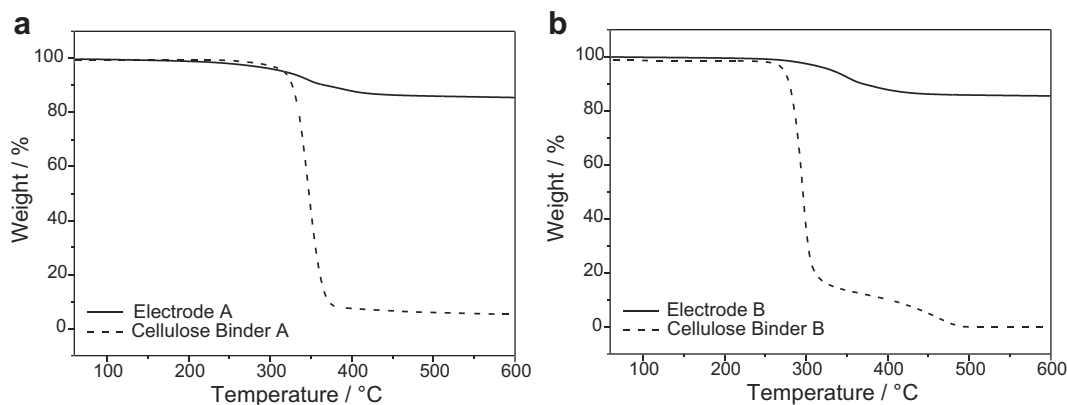 a
Weight / %
100
80
60
40
20
0
Electrode A
Cellulose Binder A
100 200 300 400 500 600
Temperature / °C
b
Weight / %
100
80
60
40
20
0
Electrode B
Cellulose Binder B
100 200 300 400 500 600
Temperature / °C